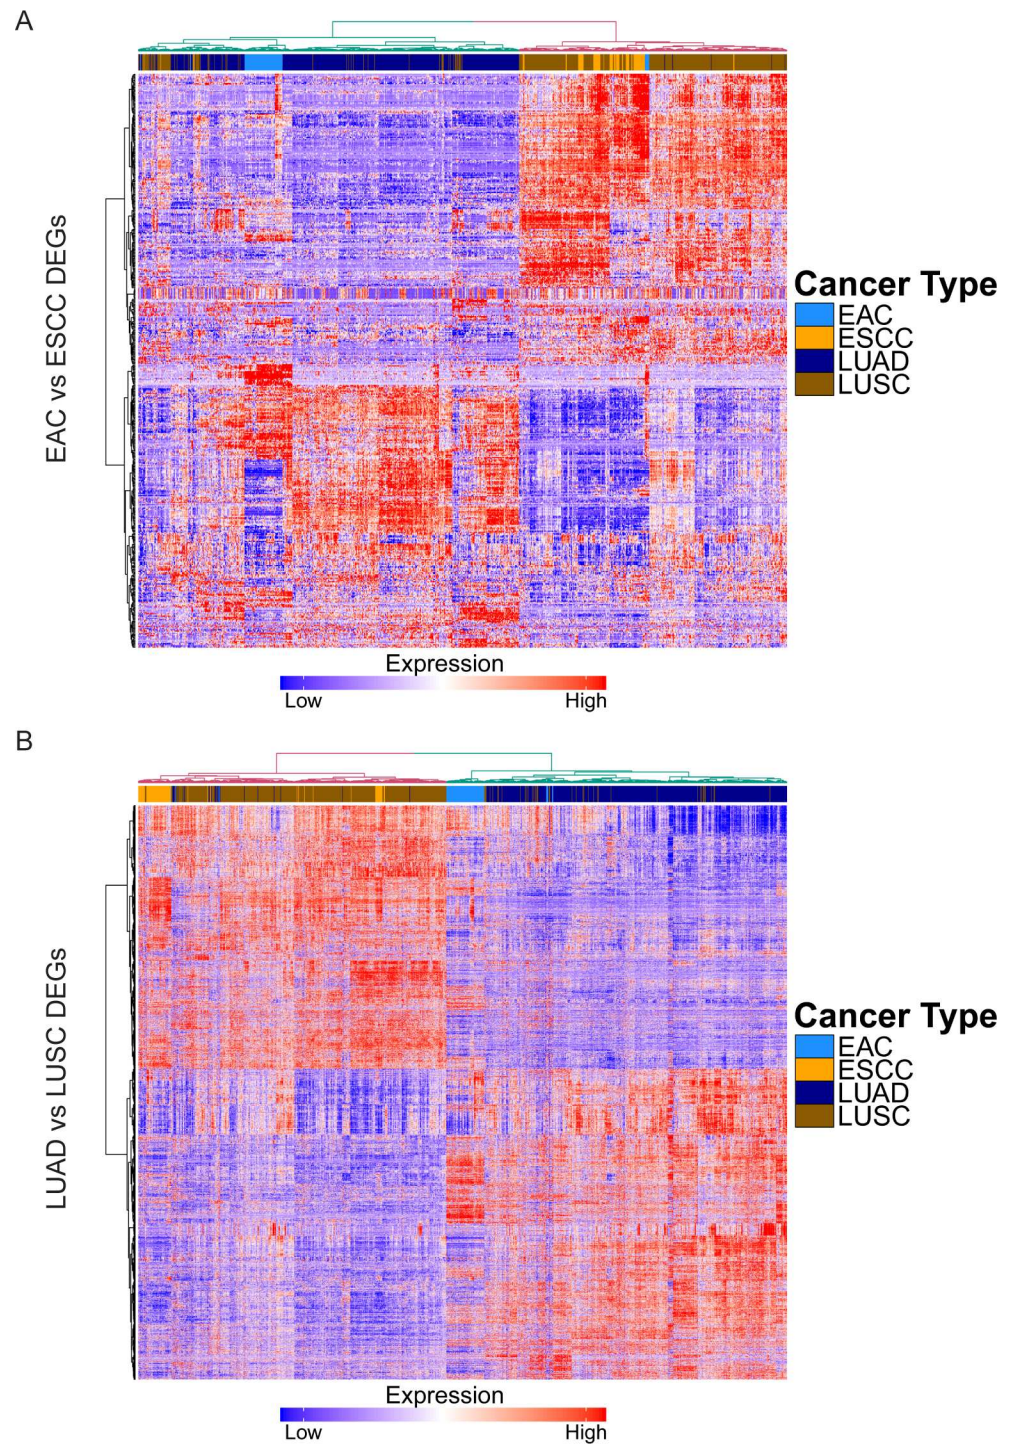 A
EAC vs ESCC DEGs
Cancer Type
EAC
ESCC
LUAD
LUSC
Expression
Low
High
B
LUAD vs LUSC DEGs
Cancer Type
EAC
ESCC
LUAD
LUSC
Expression
Low
High